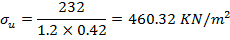 σᵤ = 232 / (1.2 × 0.42) = 460.32 KN/m²